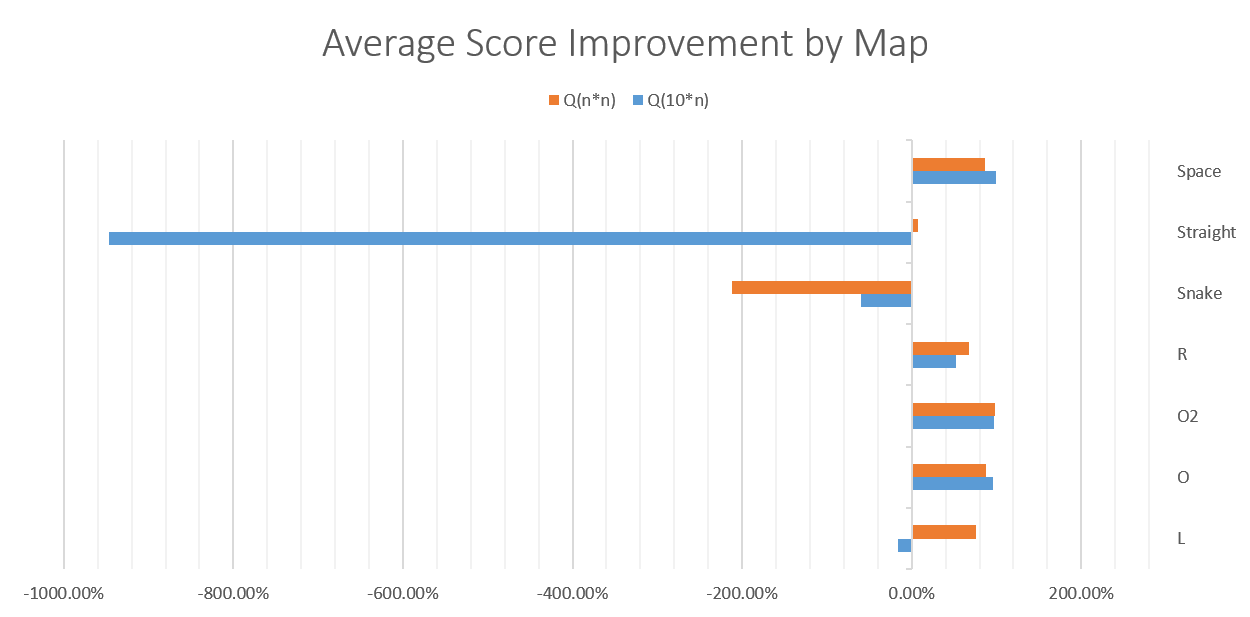 Average Score Improvement by Map
Q(n*n) Q(10*n)
Space
Straight
Snake
R
O2
O
L
-1000.00% -800.00% -600.00% -400.00% -200.00% 0.00% 200.00%